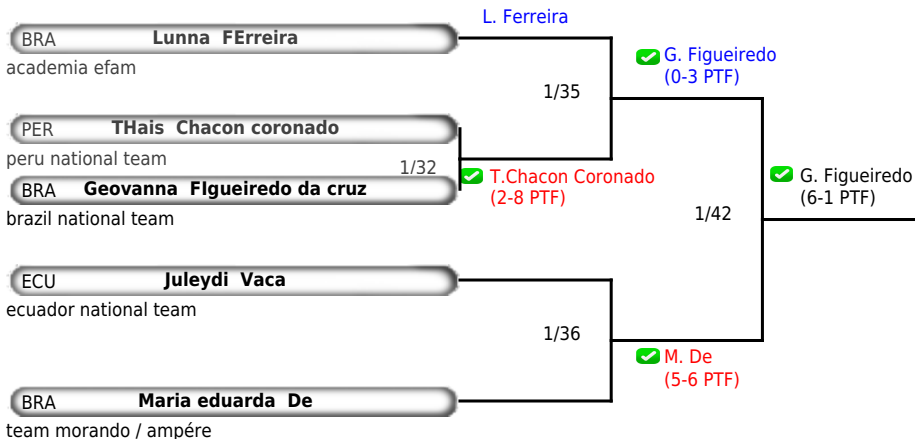 L. Ferreira
BRA Lunna FErreira
academia efam
G. Figueiredo
(0-3 PTF)
1/35
PER THais Chacon coronado
peru national team
1/32
T.Chacon Coronado
(2-8 PTF)
G. Figueiredo
(6-1 PTF)
BRA Geovanna FIgueiredo da cruz
brazil national team
1/42
ECU Juleydi Vaca
ecuador national team
1/36
M. De
(5-6 PTF)
BRA Maria eduarda De
team morando / ampére